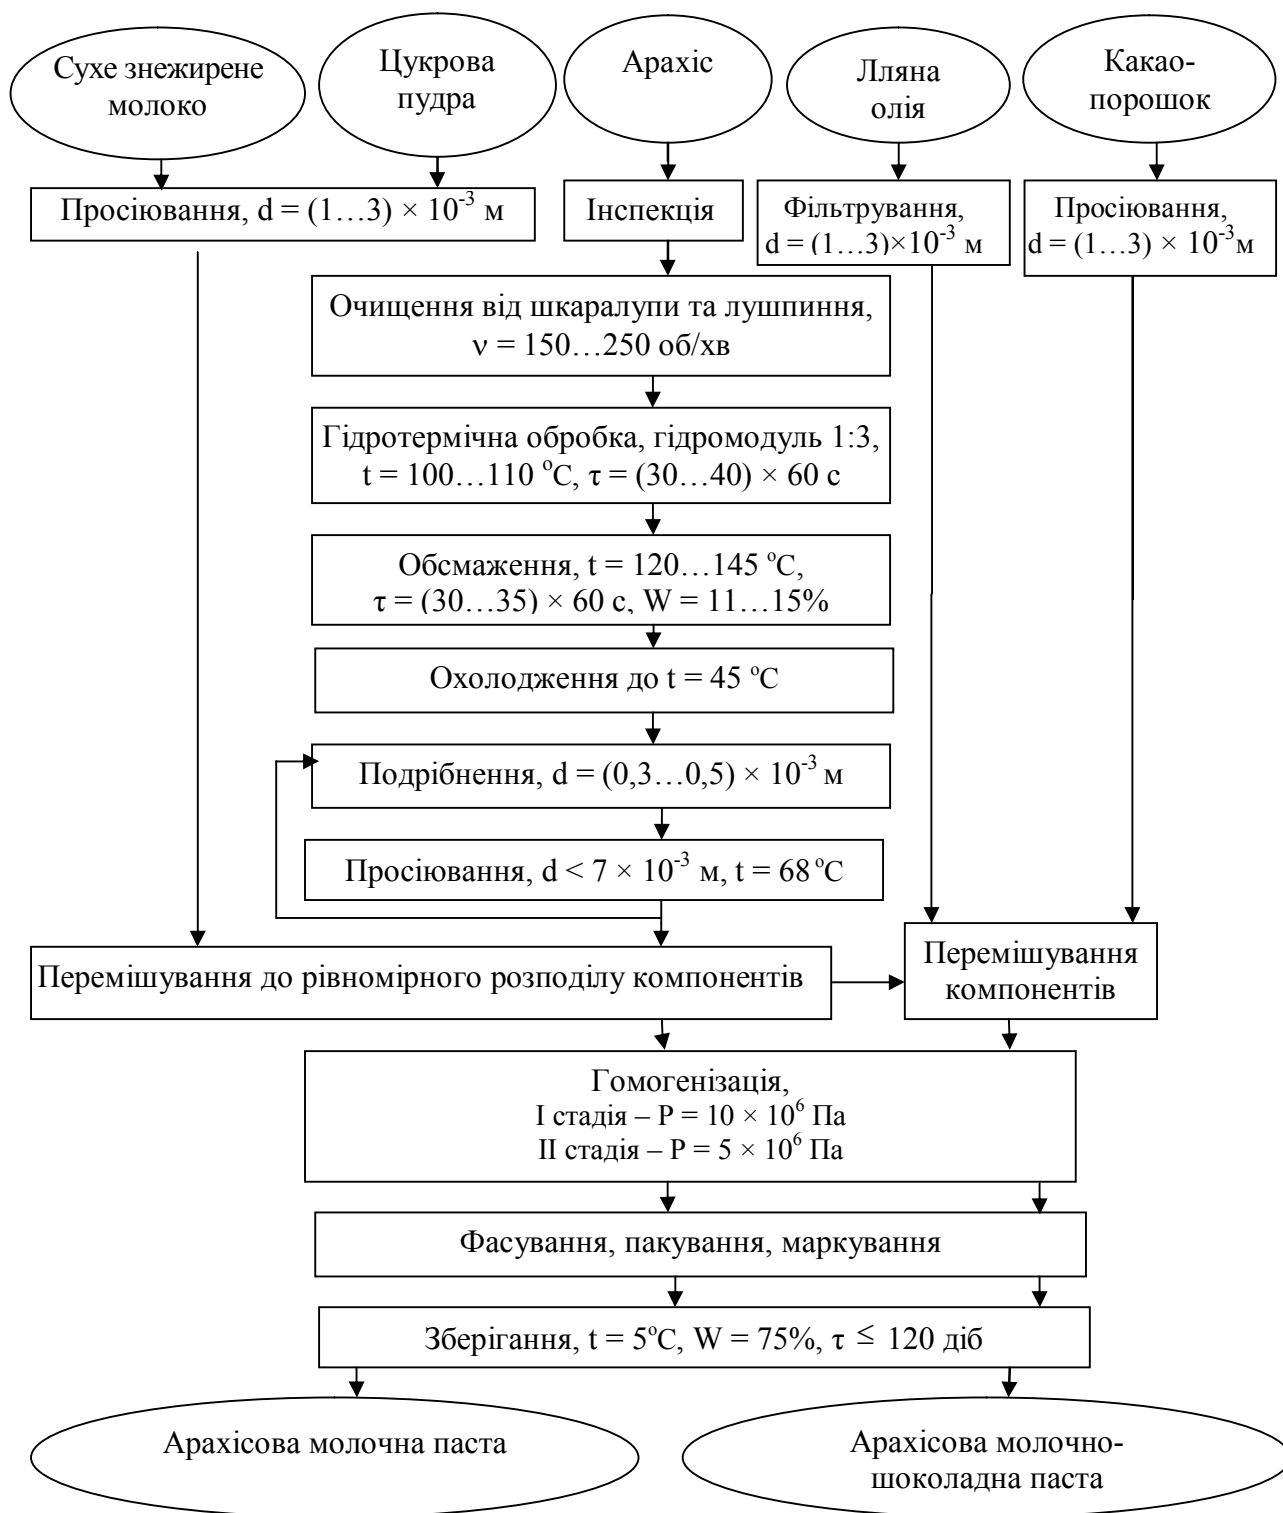 Сухе знежирене
молоко
Цукрова
пудра
Арахіс
Лляна
олія
Какао-
порошок
Просіювання, d = (1…3) × 10⁻³ м
Інспекція
Фільтрування,
d = (1…3)×10⁻³ м
Просіювання,
d = (1…3) × 10⁻³м
Очищення від шкаралупи та лушпиння,
ν = 150…250 об/хв
Гідротермічна обробка, гідромодуль 1:3,
t = 100…110 °С, τ = (30…40) × 60 с
Обсмаження, t = 120…145 °С,
τ = (30…35) × 60 с, W = 11…15%
Охолодження до t = 45 °С
Подрібнення, d = (0,3…0,5) × 10⁻³ м
Просіювання, d < 7 × 10⁻³ м, t = 68 °С
Перемішування до рівномірного розподілу компонентів
Перемішування
компонентів
Гомогенізація,
I стадія – P = 10 × 10⁶ Па
II стадія – P = 5 × 10⁶ Па
Фасування, пакування, маркування
Зберігання, t = 5°С, W = 75%, τ ≤ 120 діб
Арахісова молочна паста
Арахісова молочно-
шоколадна паста